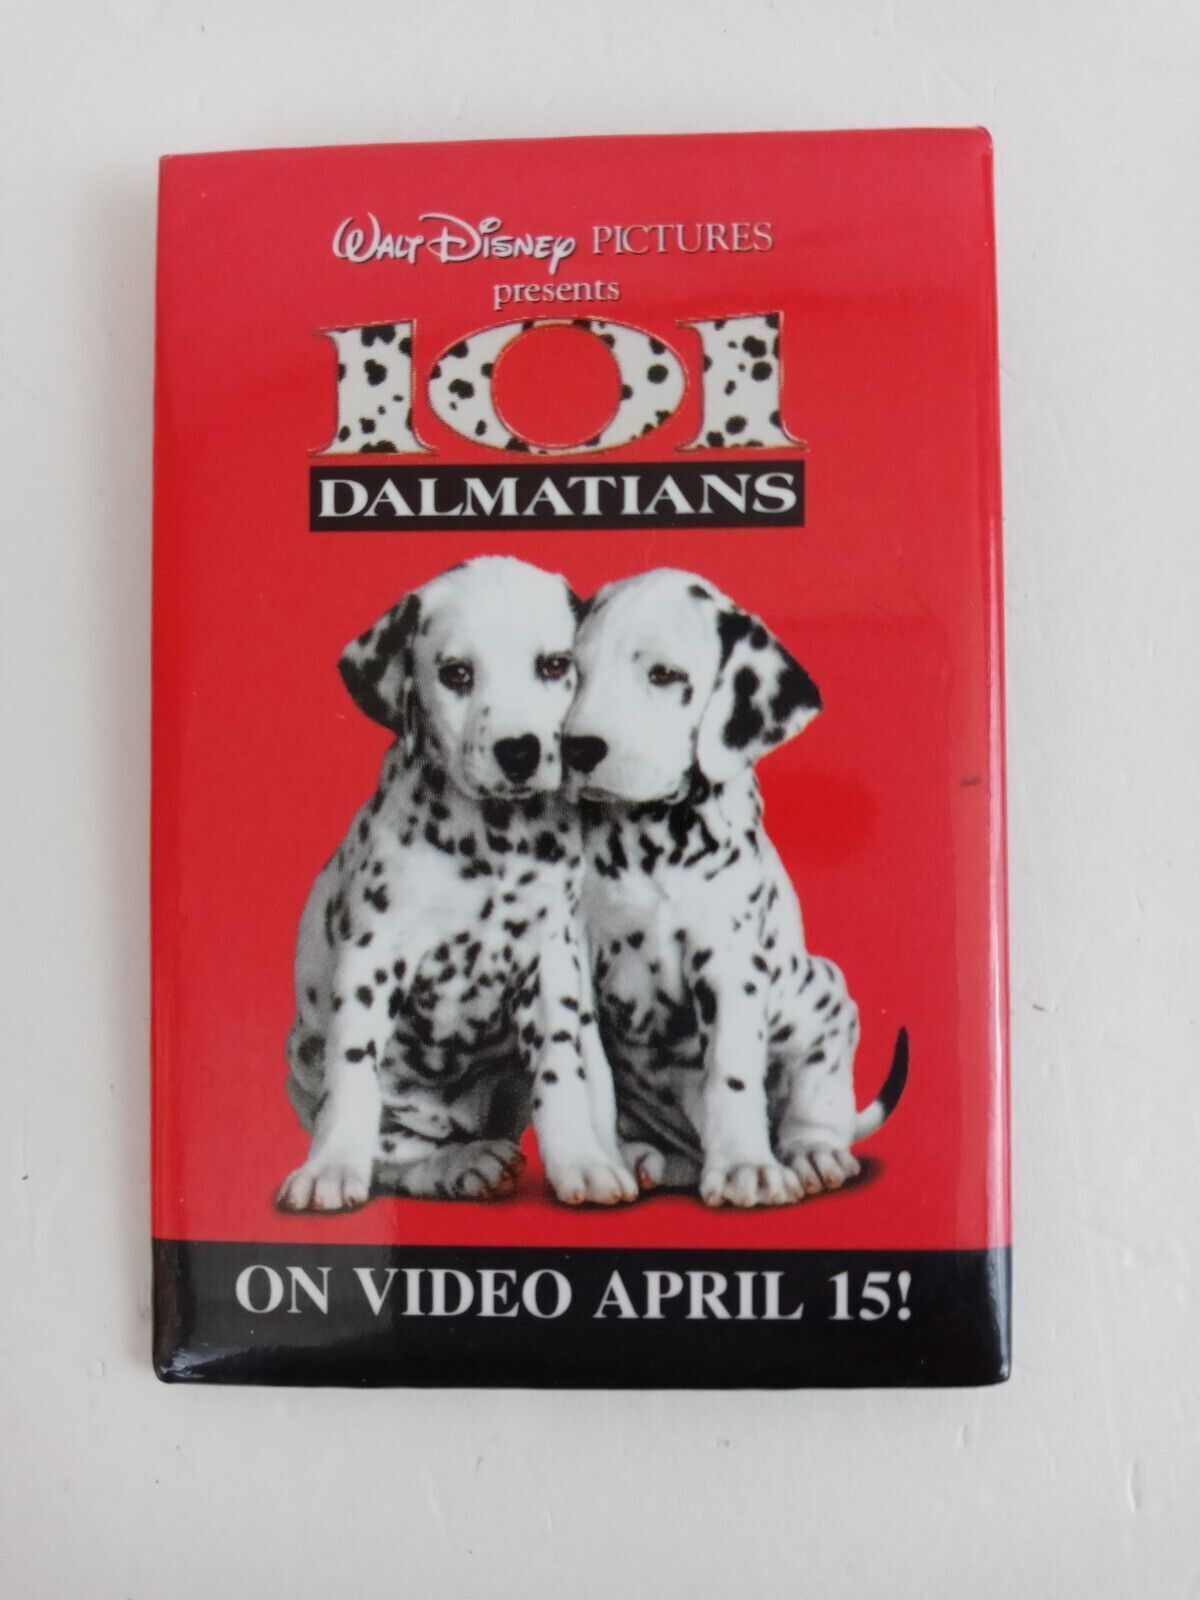 WALT DISNEY PICTURES
presents
101
DALMATIANS
ON VIDEO APRIL 15!